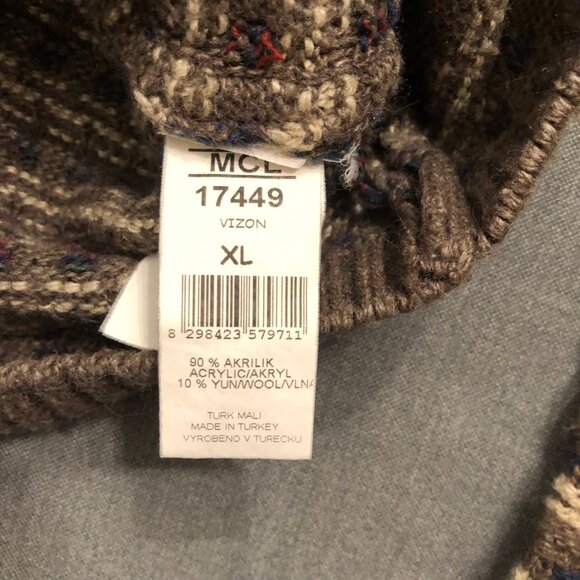 MCL
17449
VIZON
XL
8 298423 579711
90 % AKRILIK
ACRYLIC/AKRYL
10 % YUN/WOOL/VLNA
TURK MALI
MADE IN TURKEY
VYROBENO V TURECKU